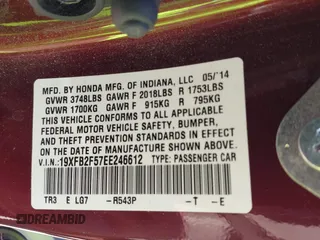 MFD. BY HONDA MFG. OF INDIANA, LLC 05/14
GVWR 3748LBS GAWR F 2018LBS R 1753LBS
GVWR 1700KG GAWR F 915KG R 795KG
THIS VEHICLE CONFORMS TO ALL APPLICABLE
FEDERAL MOTOR VEHICLE SAFETY, BUMPER,
AND THEFT PREVENTION STANDARDS IN EFFECT
ON THE DATE OF MANUFACTURE SHOWN ABOVE.
V.I.N.: 19XFB2F57EE246612 TYPE: PASSENGER CAR
TR3 E LG7 -R543P -T -E
DREAMBID